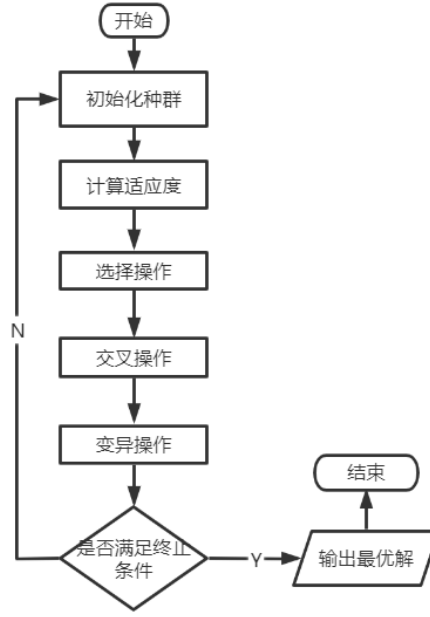 开始
初始化种群
计算适应度
选择操作
N
交叉操作
变异操作
结束
是否满足终止
条件
Y
输出最优解